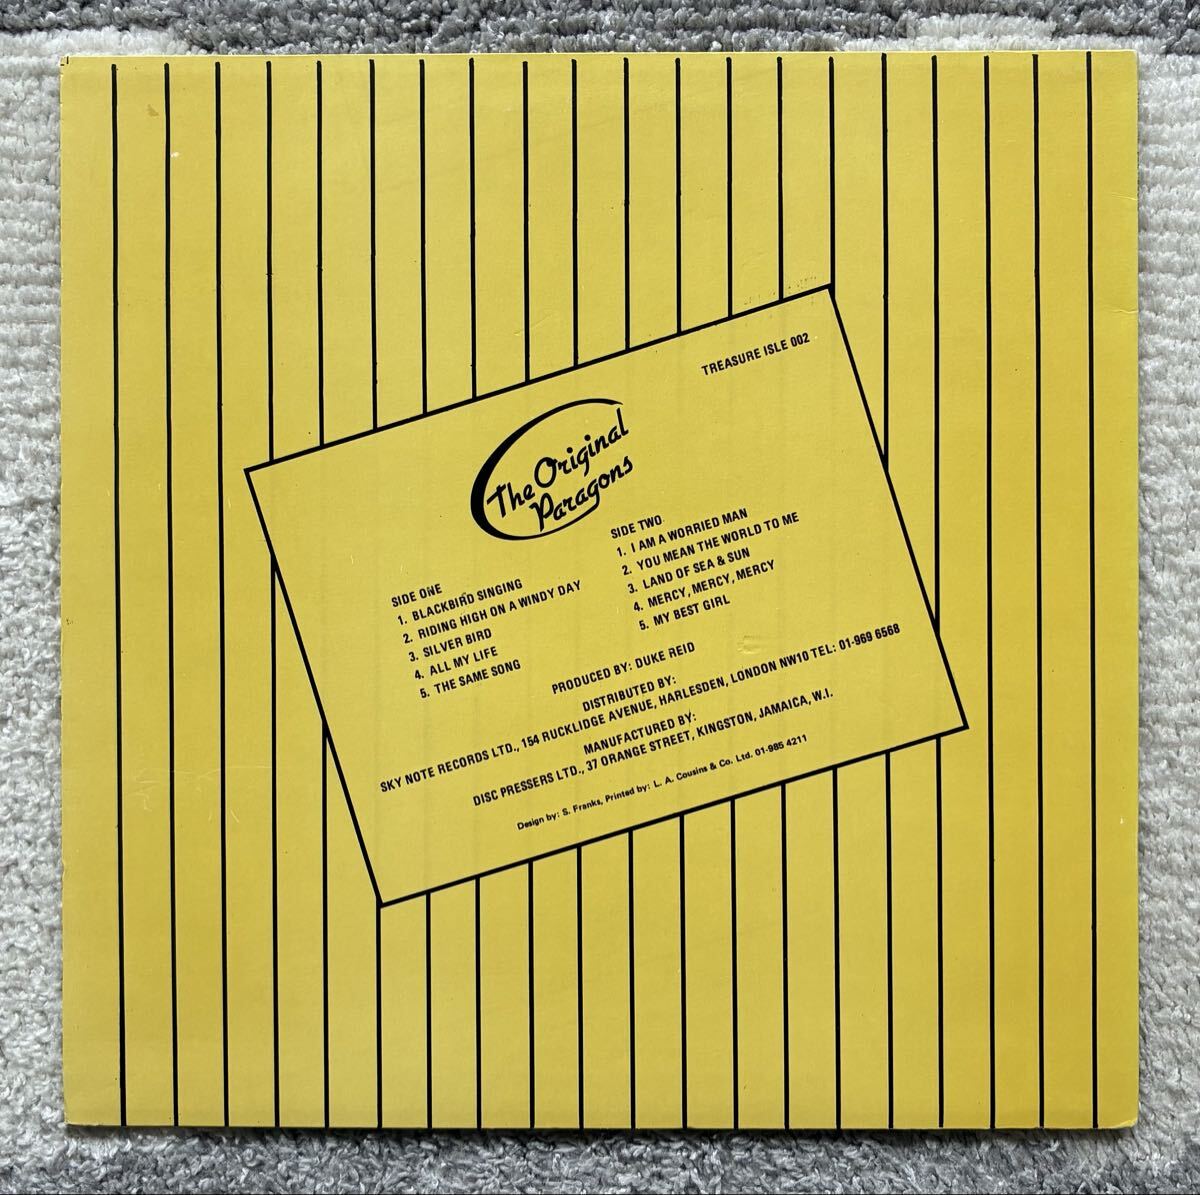 TREASURE ISLE 002
The Original
Paragons
SIDE ONE
1. BLACKBIRD SINGING
2. RIDING HIGH ON A WINDY DAY
3. SILVER BIRD
4. ALL MY LIFE
5. THE SAME SONG
SIDE TWO
1. I AM A WORRIED MAN
2. YOU MEAN THE WORLD TO ME
3. LAND OF SEA & SUN
4. MERCY, MERCY, MERCY
5. MY BEST GIRL
PRODUCED BY: DUKE REID
DISTRIBUTED BY:
SKY NOTE RECORDS LTD., 154 RUCKLIDGE AVENUE, HARLESDEN, LONDON NW10 TEL: 01-969 6568
MANUFACTURED BY:
DISC PRESSERS LTD., 37 ORANGE STREET, KINGSTON, JAMAICA, W.I.
Design by: S. Franks, Printed by: L. A. Cousins & Co. Ltd. 01-985 4211